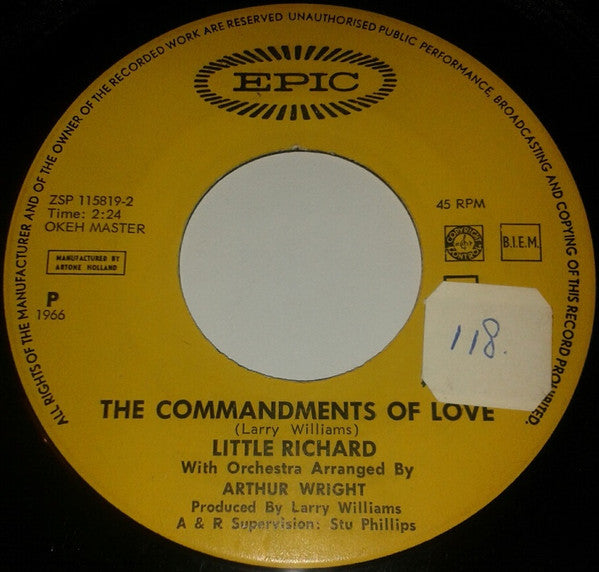 ALL RIGHTS OF THE MANUFACTURER AND OF THE OWNER OF THE RECORDED WORK ARE RESERVED UNAUTHORISED PUBLIC PERFORMANCE, BROADCASTING AND COPYING OF THIS RECORD PROHIBITED.
EPIC
ZSP 115819-2
Time: 2:24
OKEH MASTER
45 RPM
COPYRIGHT CONTROL
B.I.E.M.
MANUFACTURED BY
ARTONE HOLLAND
P
1966
118.
THE COMMANDMENTS OF LOVE
(Larry Williams)
LITTLE RICHARD
With Orchestra Arranged By
ARTHUR WRIGHT
Produced By Larry Williams
A & R Supervision: Stu Phillips